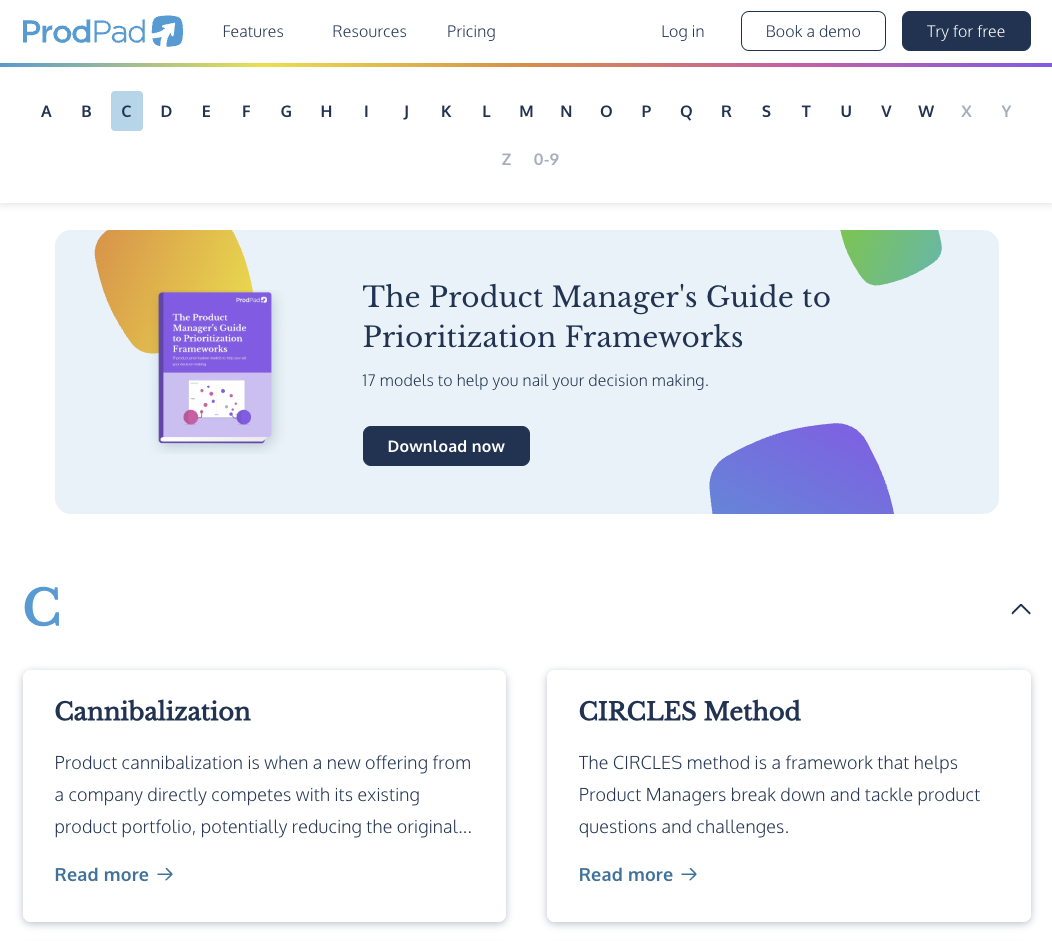 ProdPad
Features Resources Pricing Log in Book a demo Try for free
A B C D E F G H I J K L M N O P Q R S T U V W X Y
Z 0-9
ProdPad
The Product
Manager's Guide
to Prioritization
Frameworks
The Product Manager's Guide to
Prioritization Frameworks
17 models to help you nail your decision making.
Download now
C
Cannibalization
Product cannibalization is when a new offering from
a company directly competes with its existing
product portfolio, potentially reducing the original...
Read more
CIRCLES Method
The CIRCLES method is a framework that helps
Product Managers break down and tackle product
questions and challenges.
Read more